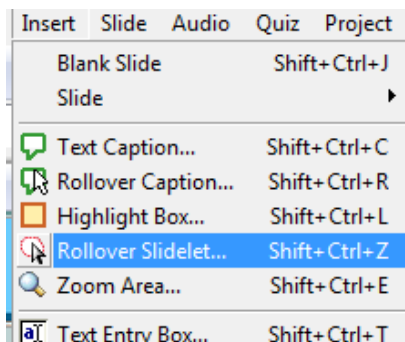 Insert Slide Audio Quiz Project
Blank Slide Shift+Ctrl+J
Slide
Text Caption... Shift+Ctrl+C
Rollover Caption... Shift+Ctrl+R
Highlight Box... Shift+Ctrl+L
Rollover Slidelet... Shift+Ctrl+Z
Zoom Area... Shift+Ctrl+E
Text Entry Box... Shift+Ctrl+T